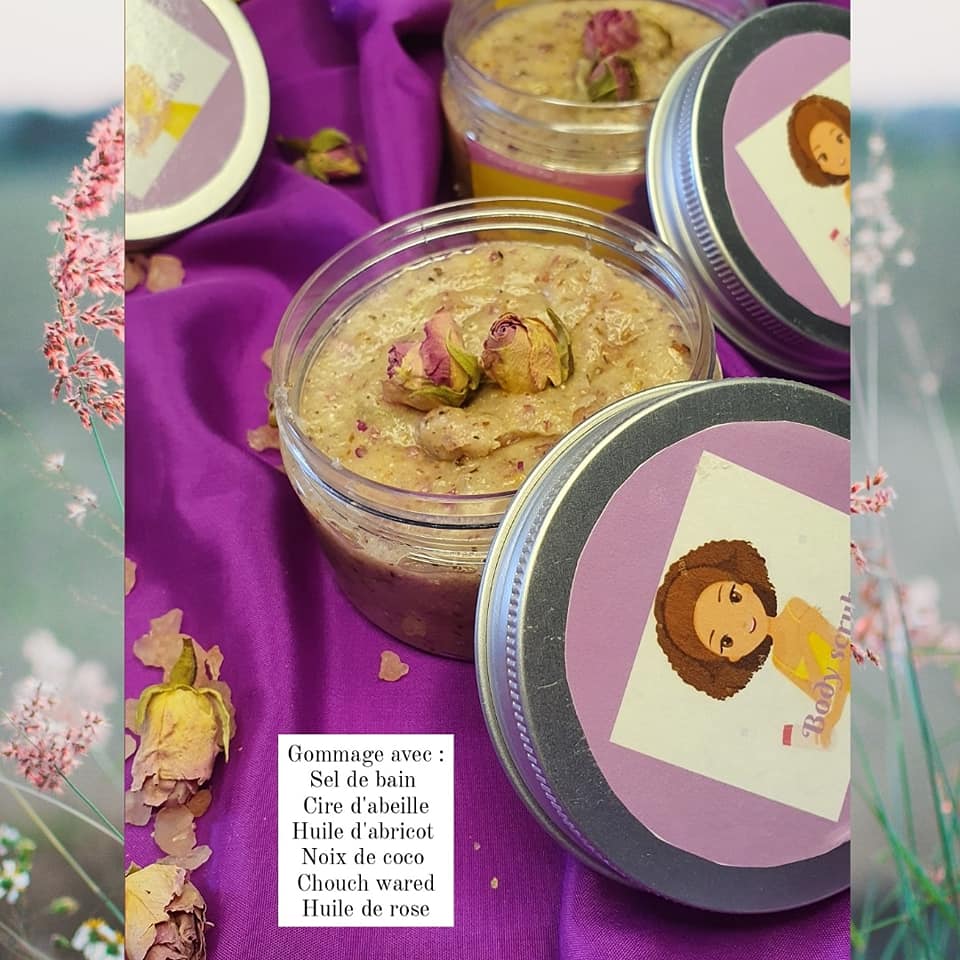 Gommage avec :
Sel de bain
Cire d'abeille
Huile d'abricot
Noix de coco
Chouch wared
Huile de rose
Body scrub